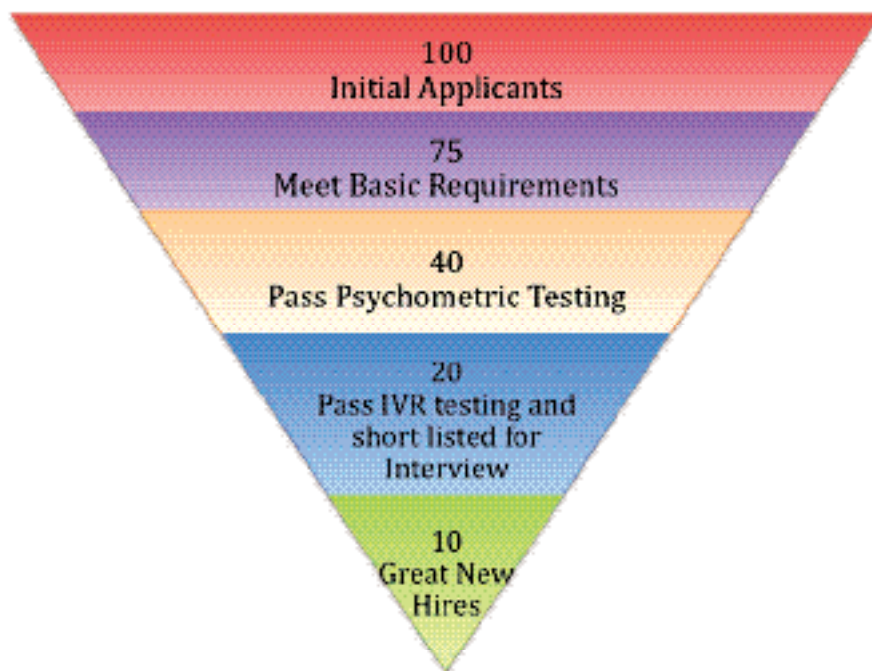 100
Initial Applicants
75
Meet Basic Requirements
40
Pass Psychometric Testing
20
Pass IVR testing and
short listed for
Interview
10
Great New
Hires